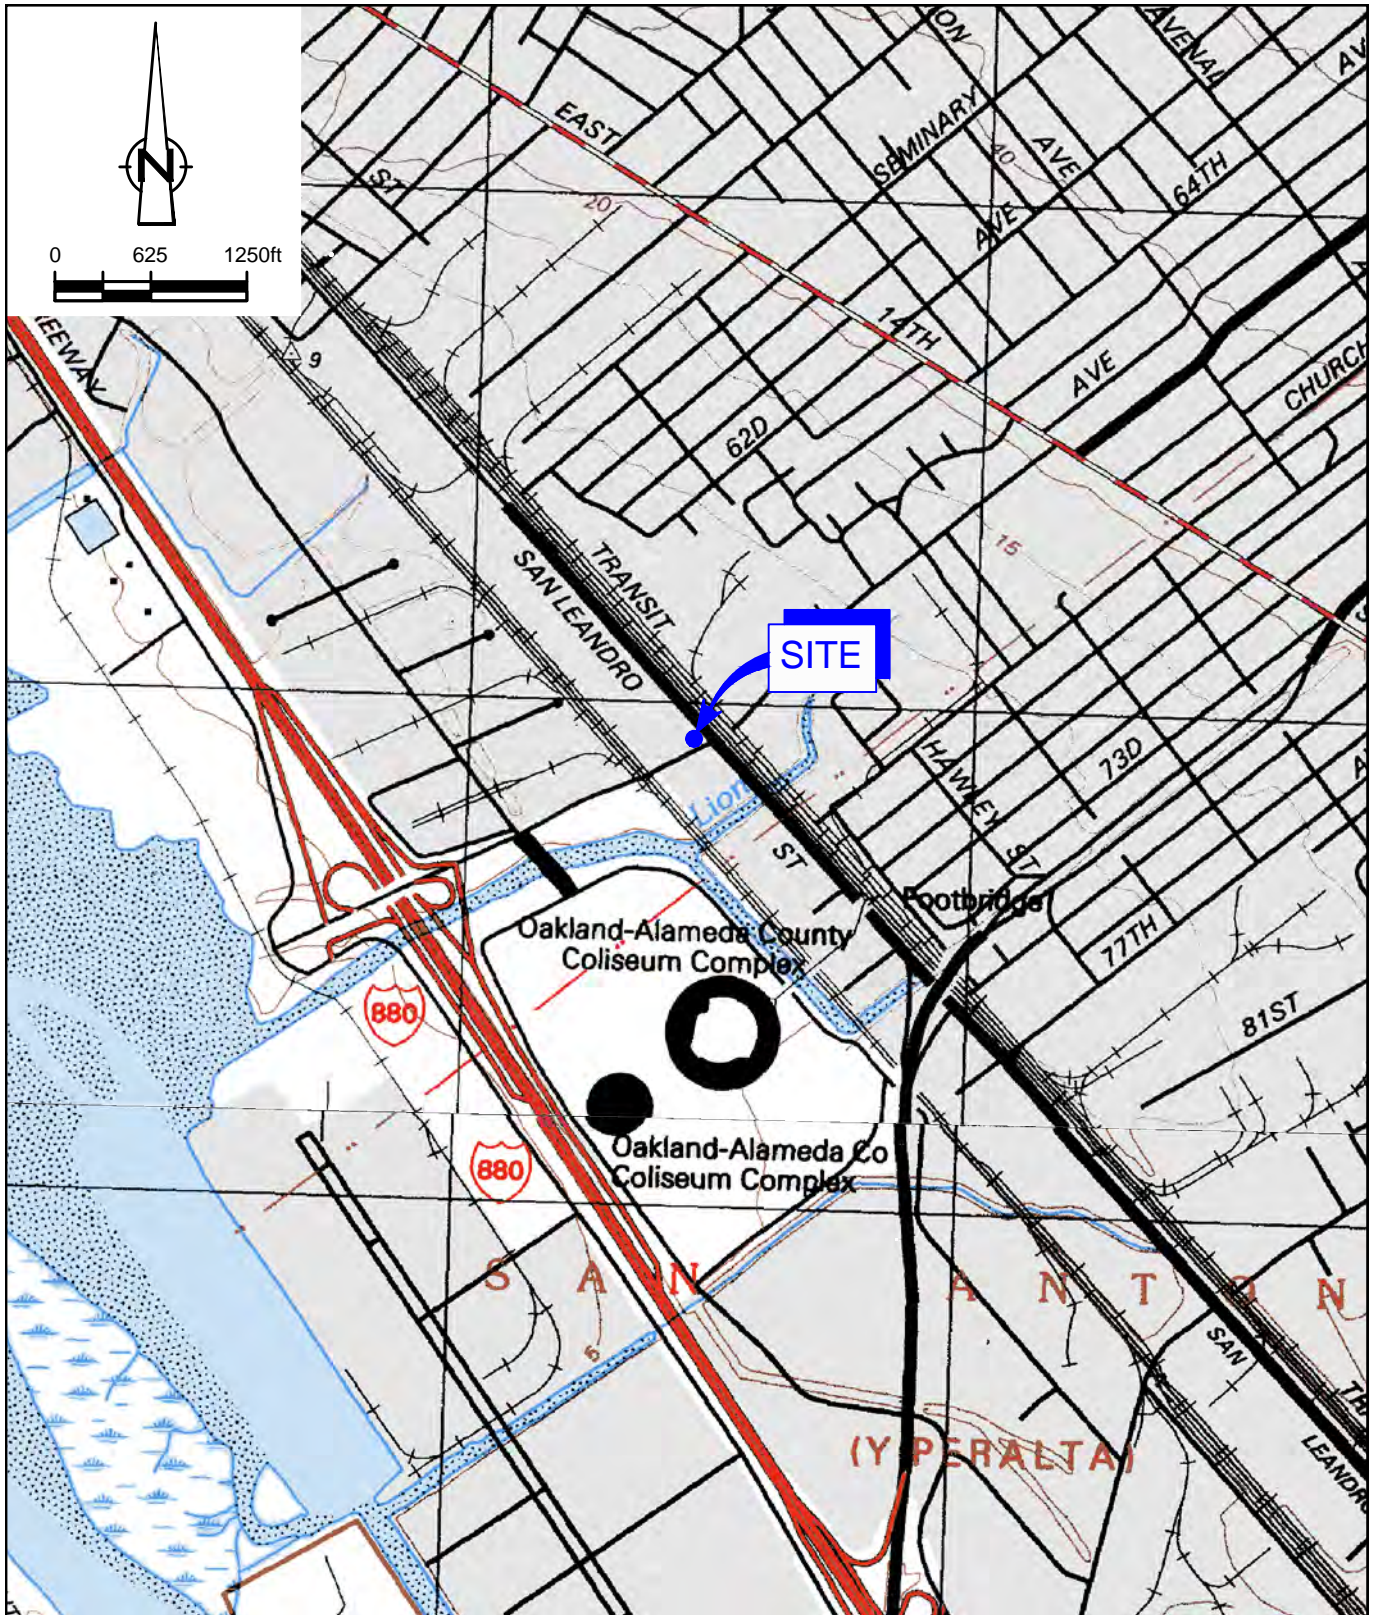 N
0 625 1250ft
EAST
ST
20
SEMINARY
40
AVE
AVENAL
64TH
AVE
14TH
9
AVE
CHURCH
62D
15
TRANSIT
SAN LEANDRO
SITE
HAWLEY
73D
Lion
ST
ST
Footbridge
77TH
Oakland-Alameda County
Coliseum Complex
880
81ST
Oakland-Alameda Co
Coliseum Complex
880
S A N A N T O N
5
SAN
(Y PERALTA)